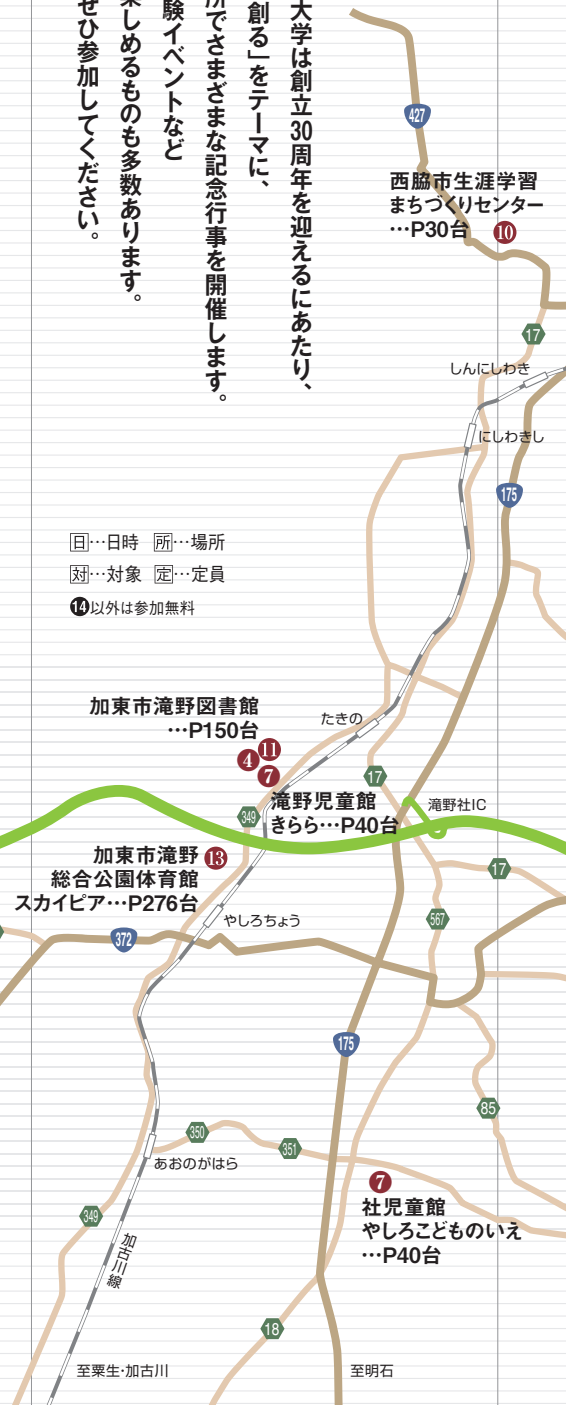 大学は創立30周年を迎えるにあたり、
創る」をテーマに、
所でさまざまな記念行事を開催します。
験イベントなど
楽しめるものも多数あります。
ぜひ参加してください。
427
西脇市生涯学習
まちづくりセンター
…P30台
10
17
しんにしわき
にしわきし
175
日…日時 所…場所
対…対象 定…定員
14以外は参加無料
加東市滝野図書館
…P150台
たきの
4 11
7
17
滝野児童館
きらら…P40台
349
滝野社IC
加東市滝野
総合公園体育館
スカイピア…P276台
13
17
やしろちょう
567
372
175
85
350
351
あおのがはら
7
社児童館
やしろこどものいえ
…P40台
349
加古川線
18
至粟生・加古川
至明石